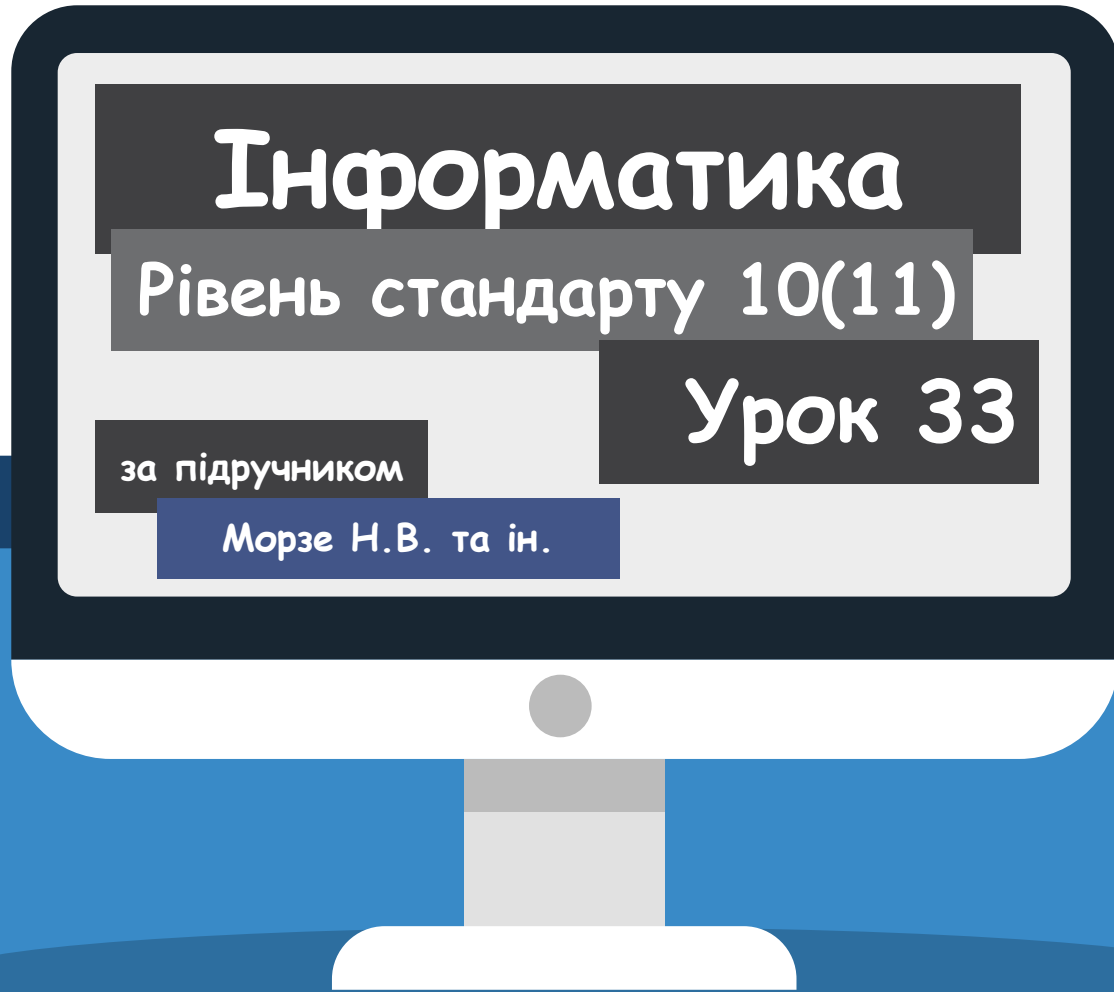 Інформатика
Рівень стандарту 10(11)
Урок 33
за підручником
Морзе Н.В. та ін.